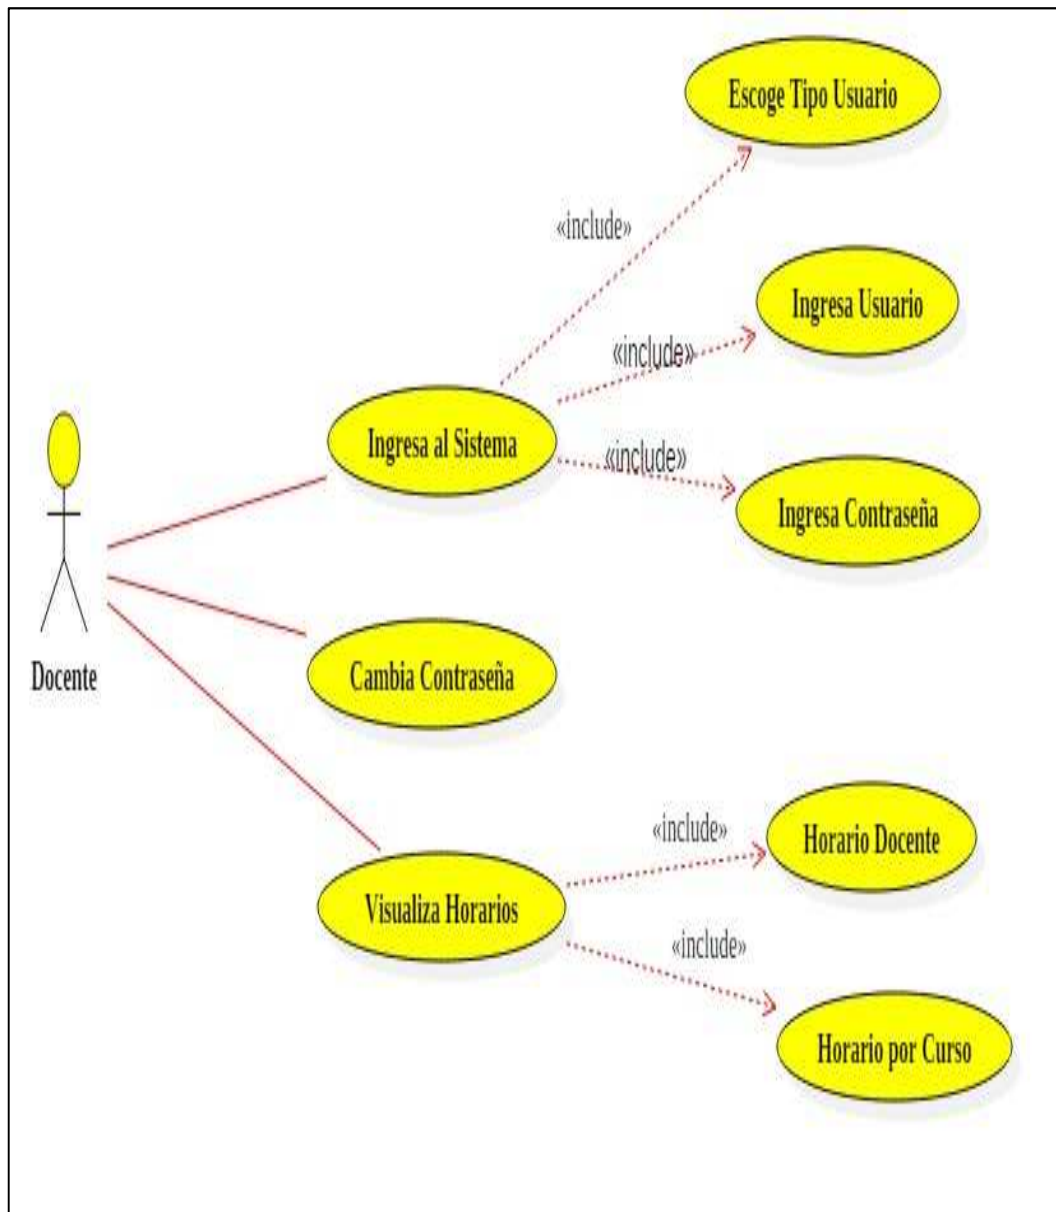 Escoge Tipo Usuario
«include»
Ingresa Usuario
«include»
Ingresa al Sistema
«include»
Ingresa Contraseña
Docente
Cambia Contraseña
«include»
Horario Docente
Visualiza Horarios
«include»
Horario por Curso